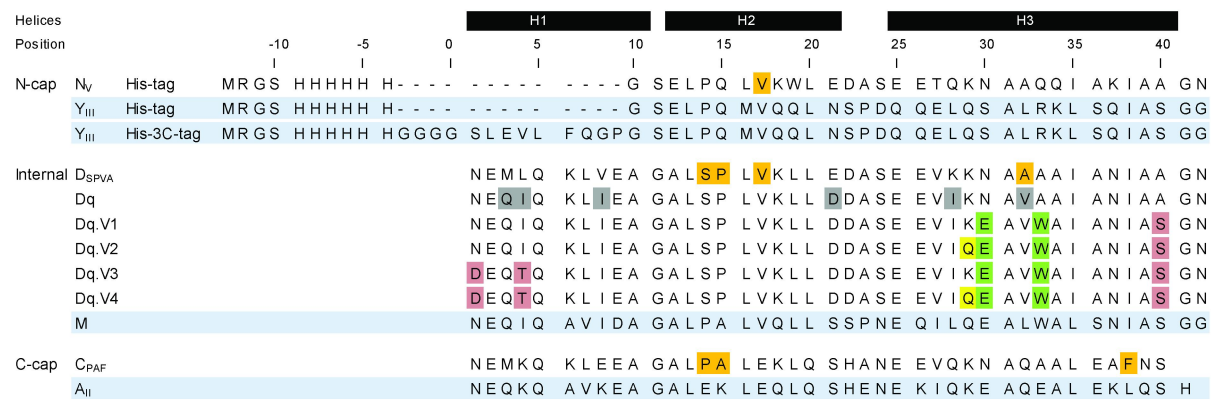 Helices H1 H2 H3
Position -10 -5 0 5 10 15 20 25 30 35 40
N-cap NV His-tag MRGS HHHHH H---- ----- ----G SELPQ LVKWL EDASE ETQKN AAQQI AKIAA GN
YIII His-tag MRGS HHHHH H---- ----- ----G SELPQ MVQQL NSPDQ QELQS ALRKL SQIAS GG
YIII His-3C-tag MRGS HHHHH HGGGG SLEVL FQGPG SELPQ MVQQL NSPDQ QELQS ALRKL SQIAS GG
Internal DSPVA NEMLQ KLVEA GALSP LVKLL EDASE EVKKN AAAAI ANIAA GN
Dq NEQIQ KLIEA GALSP LVKLL DDASE EVIKN AVAAI ANIAA GN
Dq.V1 NEQIQ KLIEA GALSP LVKLL DDASE EVIKE AVWAI ANIAS GN
Dq.V2 NEQIQ KLIEA GALSP LVKLL DDASE EVIQE AVWAI ANIAS GN
Dq.V3 DEQTQ KLIEA GALSP LVKLL DDASE EVIKE AVWAI ANIAS GN
Dq.V4 DEQTQ KLIEA GALSP LVKLL DDASE EVIQE AVWAI ANIAS GN
M NEQIQ AVIDA GALPA LVQLL SSPNE QILQE ALWAL SNIAS GG
C-cap CPAF NEMKQ KLEEA GALPA LEKLQ SHANE EVQKN AQAAL EAFNS
AII NEQKQ AVKEA GALEK LEQLQ SHENE KIQKE AQEAL EKLQS H